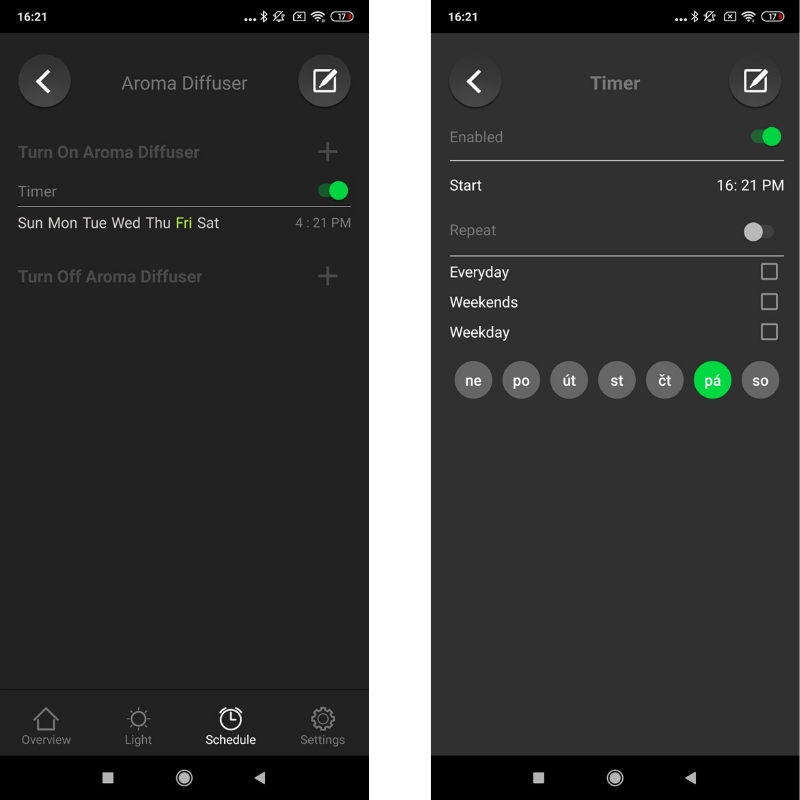 16:21
17
Aroma Diffuser
Turn On Aroma Diffuser
Timer
Sun Mon Tue Wed Thu Fri Sat 4 : 21 PM
Turn Off Aroma Diffuser
Overview Light Schedule Settings
16:21
17
Timer
Enabled
Start 16: 21 PM
Repeat
Everyday
Weekends
Weekday
ne po út st čt pá so